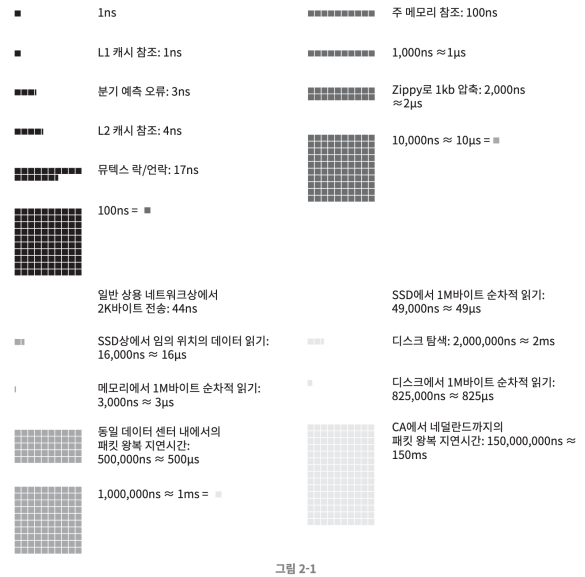 1ns
L1 캐시 참조: 1ns
분기 예측 오류: 3ns
L2 캐시 참조: 4ns
뮤텍스 락/언락: 17ns
100ns =
주 메모리 참조: 100ns
1,000ns ≈1μs
Zippy로 1kb 압축: 2,000ns
≈2μs
10,000ns ≈ 10μs =
일반 상용 네트워크상에서
2K바이트 전송: 44ns
SSD상에서 임의 위치의 데이터 읽기:
16,000ns ≈ 16μs
메모리에서 1M바이트 순차적 읽기:
3,000ns ≈ 3μs
동일 데이터 센터 내에서의
패킷 왕복 지연시간:
500,000ns ≈ 500μs
1,000,000ns ≈ 1ms =
SSD에서 1M바이트 순차적 읽기:
49,000ns ≈ 49μs
디스크 탐색: 2,000,000ns ≈ 2ms
디스크에서 1M바이트 순차적 읽기:
825,000ns ≈ 825μs
CA에서 네덜란드까지의
패킷 왕복 지연시간: 150,000,000ns ≈
150ms
그림 2-1